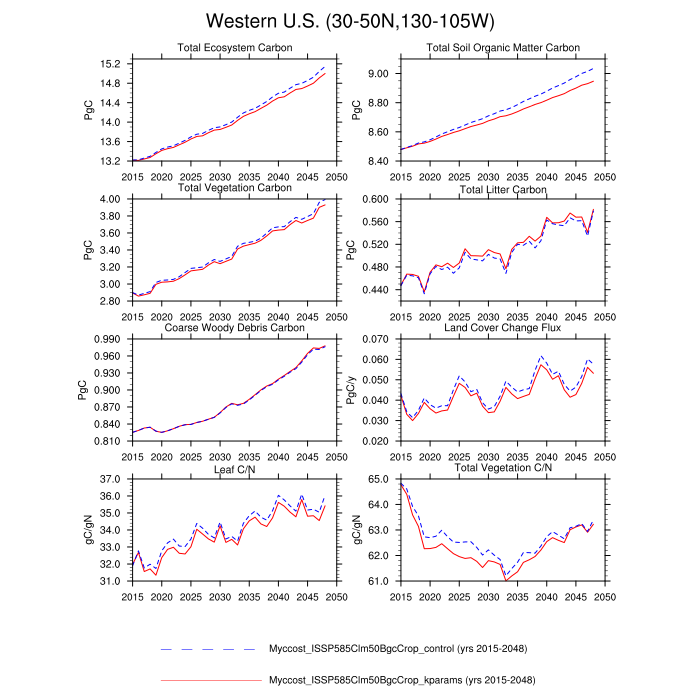 Western U.S. (30-50N,130-105W)
Total Ecosystem Carbon
Total Soil Organic Matter Carbon
PgC
15.2
14.8
14.4
14.0
13.6
13.2
2015 2020 2025 2030 2035 2040 2045 2050
PgC
9.00
8.80
8.60
8.40
2015 2020 2025 2030 2035 2040 2045 2050
Total Vegetation Carbon
Total Litter Carbon
PgC
4.00
3.80
3.60
3.40
3.20
3.00
2.80
2015 2020 2025 2030 2035 2040 2045 2050
PgC
0.600
0.560
0.520
0.480
0.440
2015 2020 2025 2030 2035 2040 2045 2050
Coarse Woody Debris Carbon
Land Cover Change Flux
PgC
0.990
0.960
0.930
0.900
0.870
0.840
0.810
2015 2020 2025 2030 2035 2040 2045 2050
PgC/y
0.070
0.060
0.050
0.040
0.030
0.020
2015 2020 2025 2030 2035 2040 2045 2050
Leaf C/N
Total Vegetation C/N
gC/gN
37.0
36.0
35.0
34.0
33.0
32.0
31.0
2015 2020 2025 2030 2035 2040 2045 2050
gC/gN
65.0
64.0
63.0
62.0
61.0
2015 2020 2025 2030 2035 2040 2045 2050
Myccost_ISSP585Clm50BgcCrop_control (yrs 2015-2048)
Myccost_ISSP585Clm50BgcCrop_kparams (yrs 2015-2048)